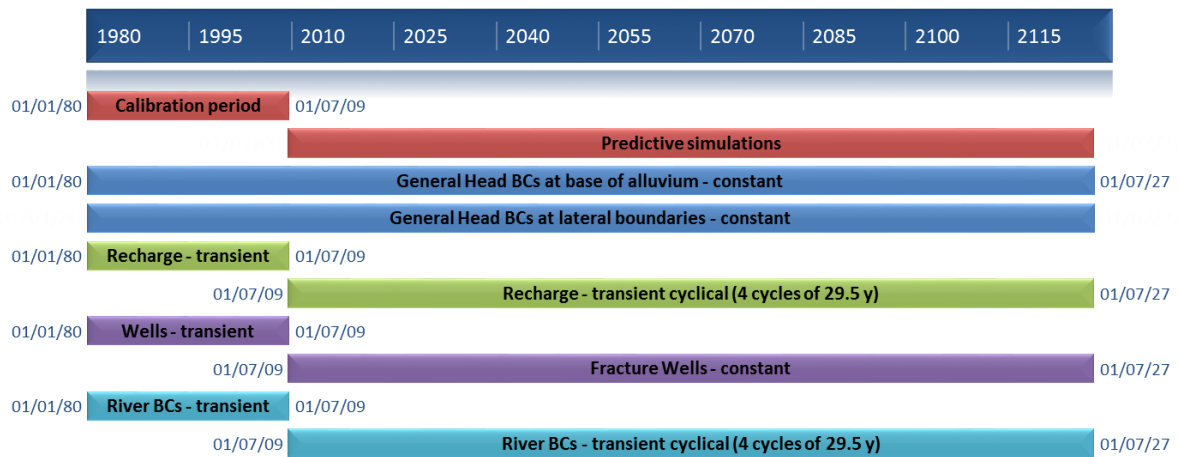 1980 1995 2010 2025 2040 2055 2070 2085 2100 2115
01/01/80 Calibration period 01/07/09
Predictive simulations
01/01/80 General Head BCs at base of alluvium - constant 01/07/27
General Head BCs at lateral boundaries - constant
01/01/80 Recharge - transient 01/07/09
01/07/09 Recharge - transient cyclical (4 cycles of 29.5 y) 01/07/27
01/01/80 Wells - transient 01/07/09
01/07/09 Fracture Wells - constant 01/07/27
01/01/80 River BCs - transient 01/07/09
01/07/09 River BCs - transient cyclical (4 cycles of 29.5 y) 01/07/27